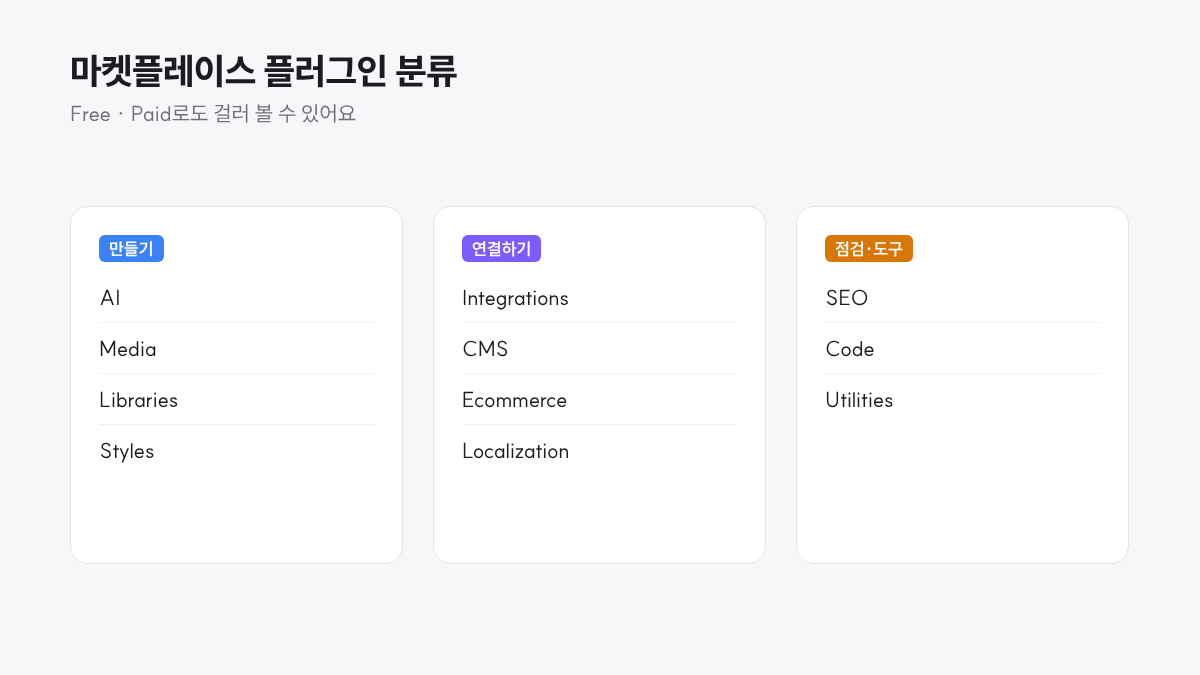 마켓플레이스 플러그인 분류
Free · Paid로도 걸러 볼 수 있어요
만들기
AI
Media
Libraries
Styles
연결하기
Integrations
CMS
Ecommerce
Localization
점검·도구
SEO
Code
Utilities